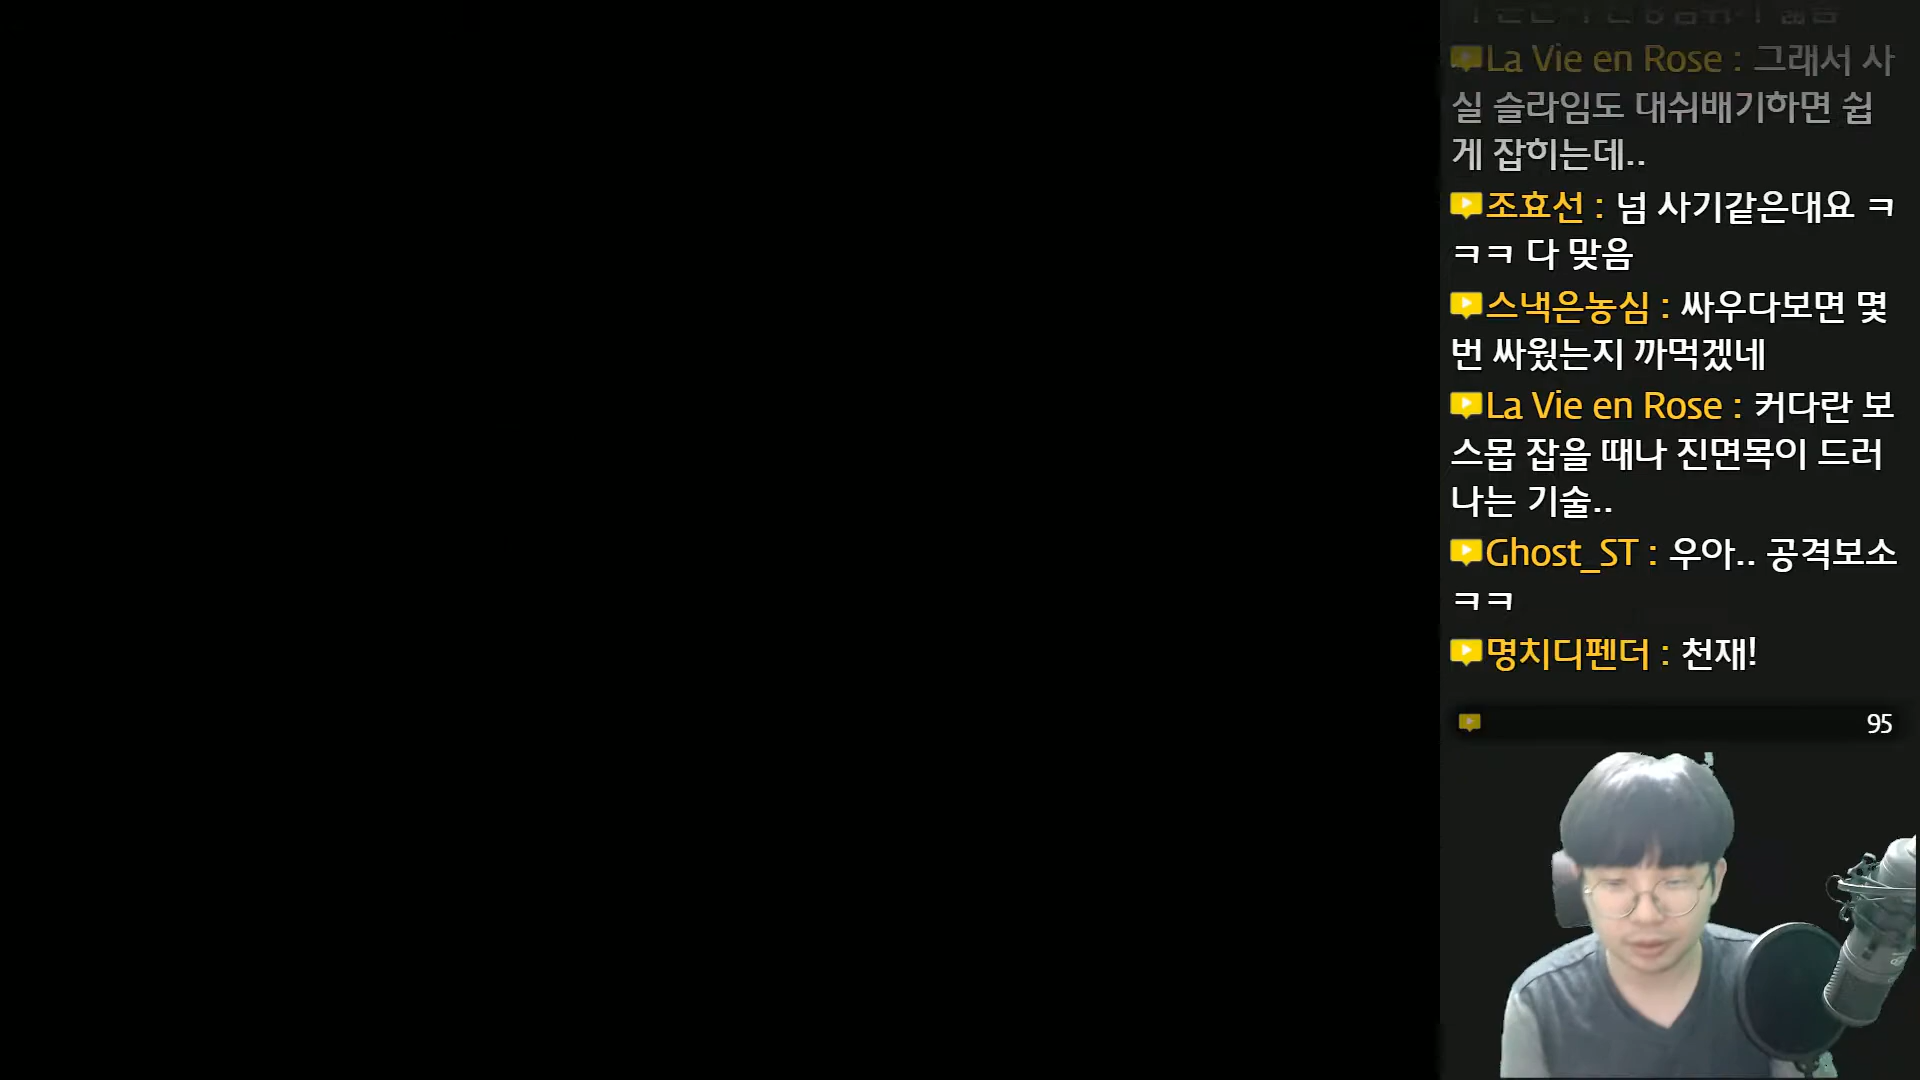 La Vie en Rose : 그래서 사
실 슬라임도 대쉬배기하면 쉽
게 잡히는데..
조효선 : 넘 사기같은대요 ㅋ
ㅋㅋ 다 맞음
스낵은농심 : 싸우다보면 몇
번 싸웠는지 까먹겠네
La Vie en Rose : 커다란 보
스몹 잡을 때나 진면목이 드러
나는 기술..
Ghost_ST : 우아.. 공격보소
ㅋㅋ
명치디펜더 : 천재!
95